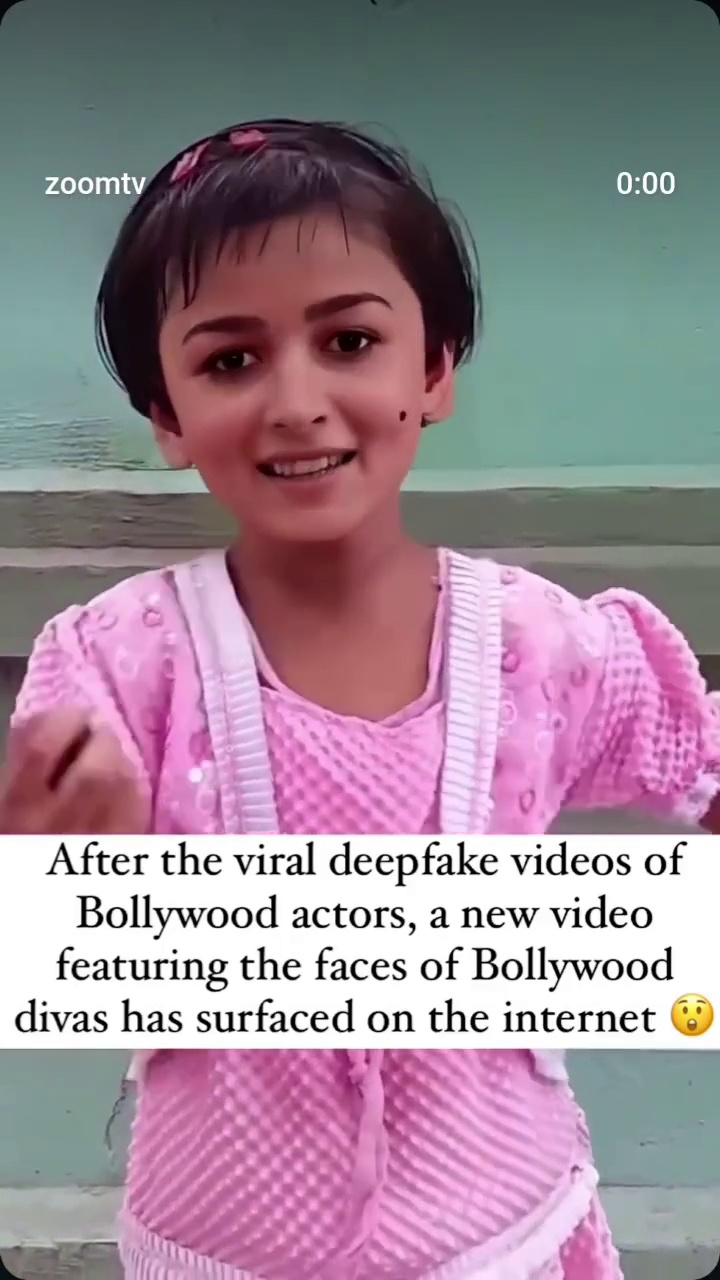 zoomtv
0:00
After the viral deepfake videos of
Bollywood actors, a new video
featuring the faces of Bollywood
divas has surfaced on the internet 😲